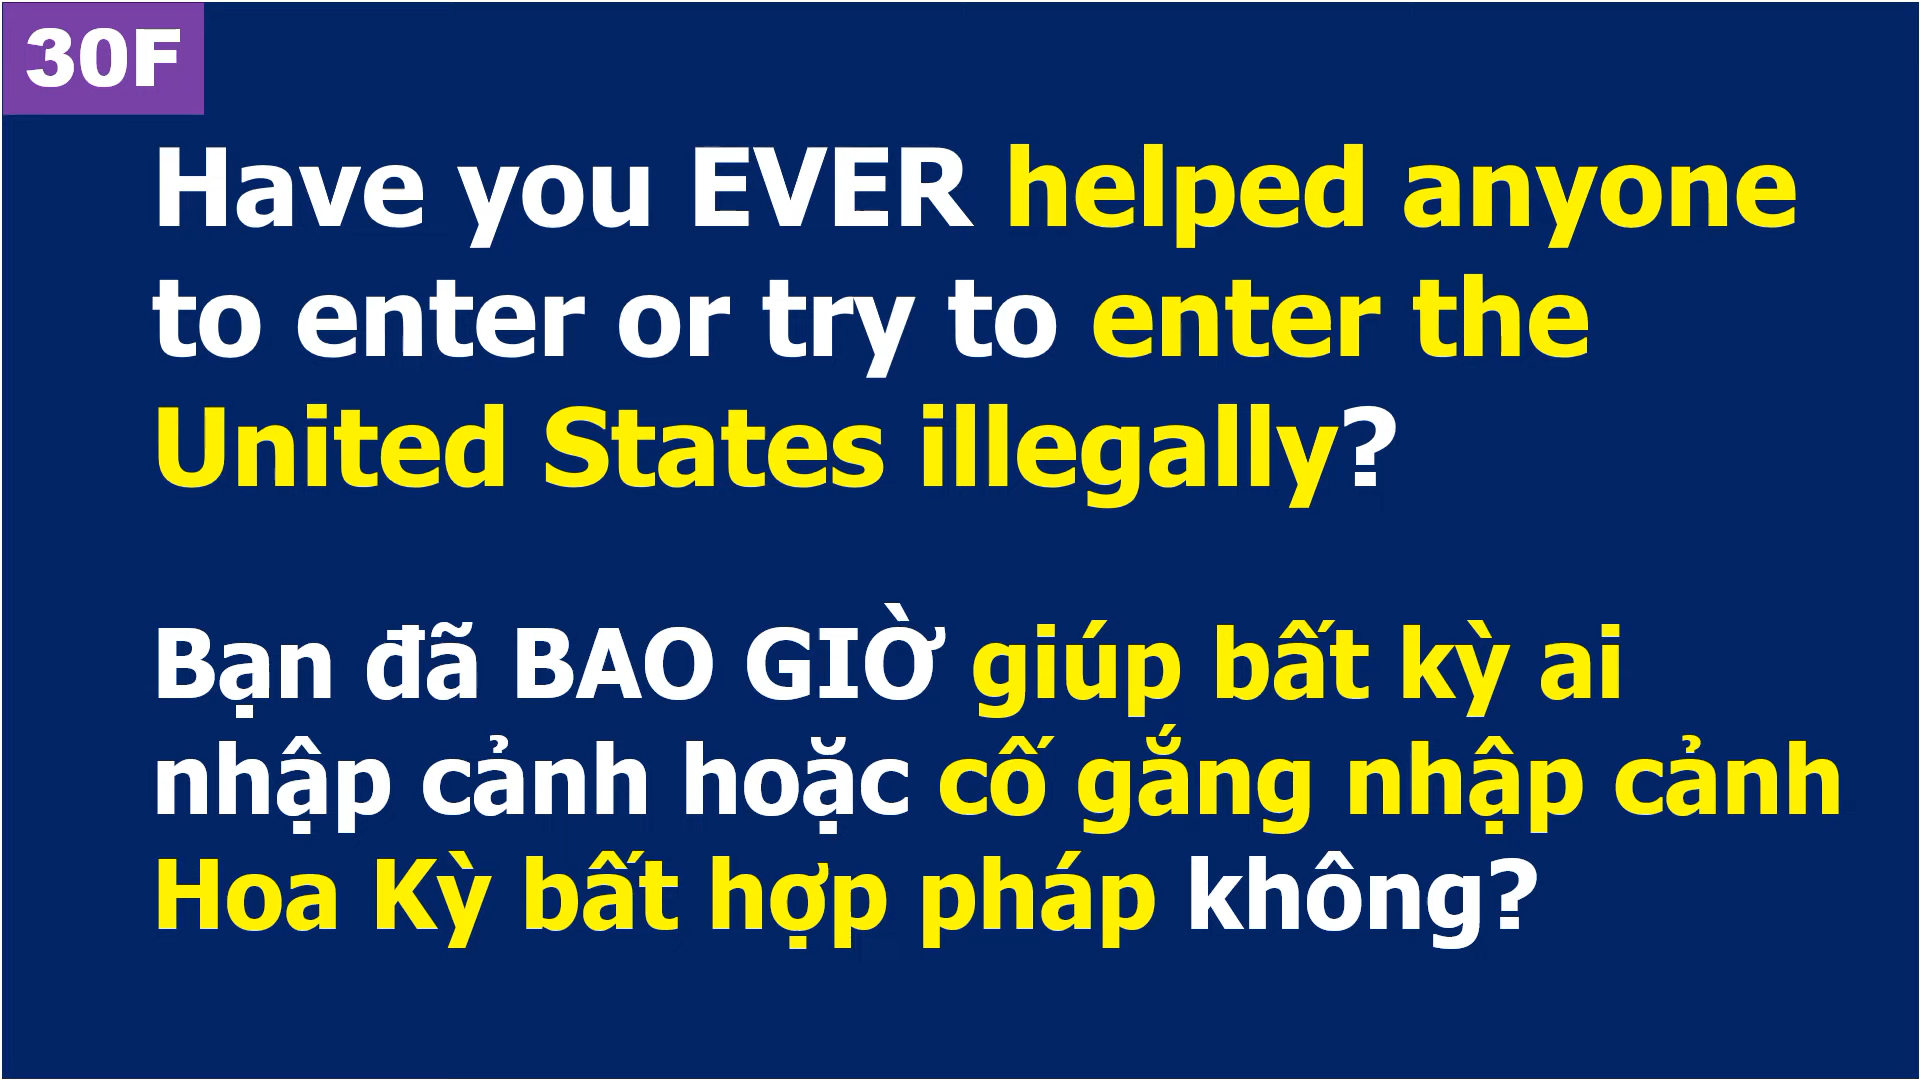 30F
Have you EVER helped anyone
to enter or try to enter the
United States illegally?
Bạn đã BAO GIỜ giúp bất kỳ ai
nhập cảnh hoặc cố gắng nhập cảnh
Hoa Kỳ bất hợp pháp không?